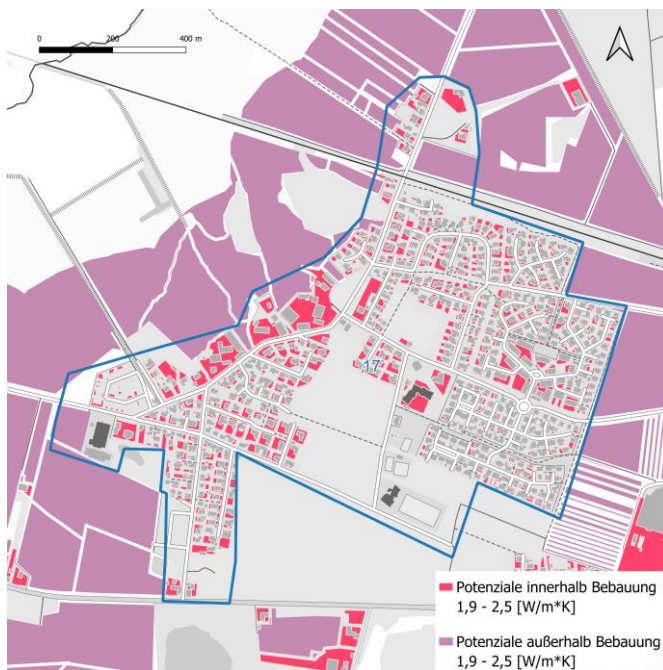 0 200 400 m
17
Potenziale innerhalb Bebauung
1,9 - 2,5 [W/m*K]
Potenziale außerhalb Bebauung
1,9 - 2,5 [W/m*K]